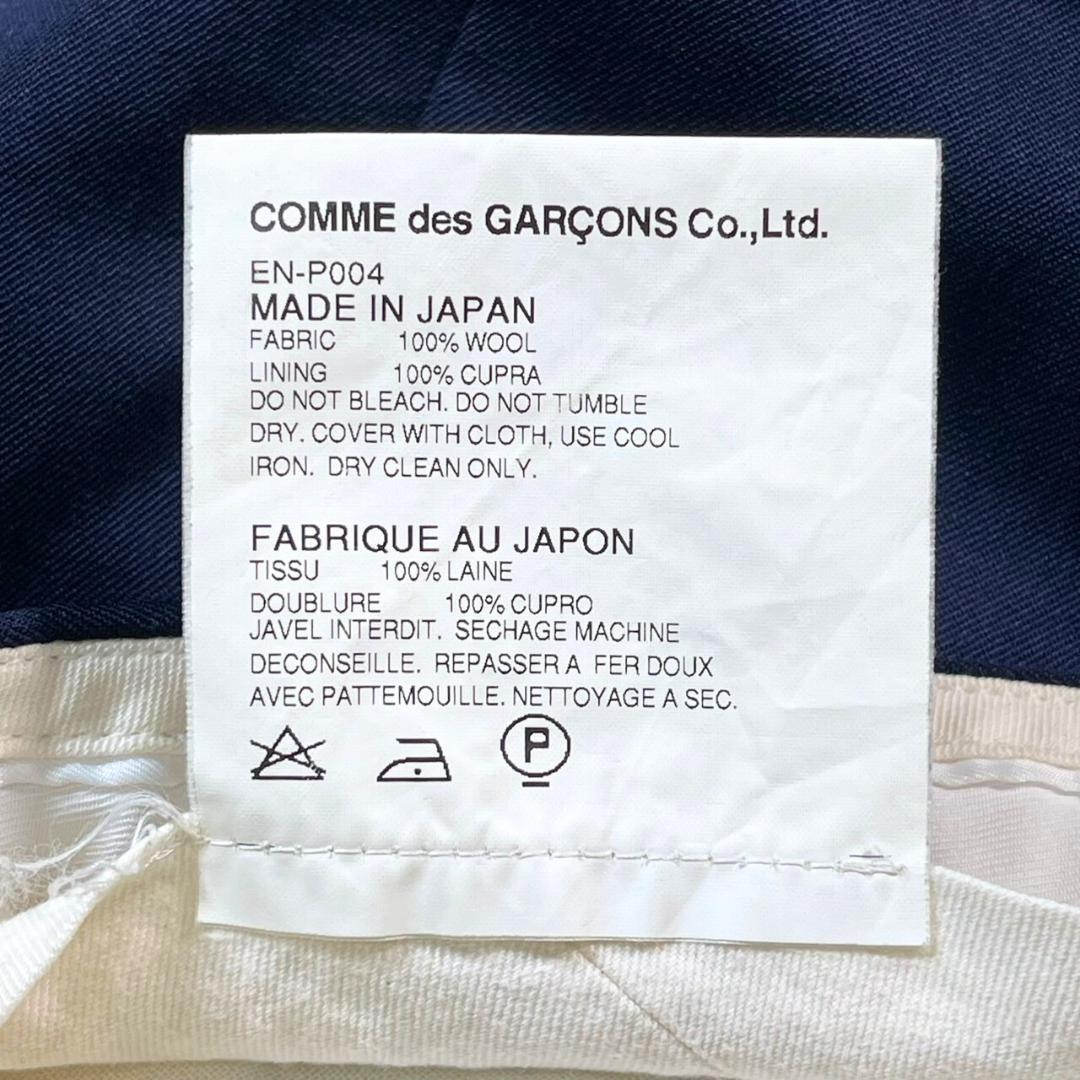 COMME des GARÇONS Co.,Ltd.
EN-P004
MADE IN JAPAN
FABRIC 100% WOOL
LINING 100% CUPRA
DO NOT BLEACH. DO NOT TUMBLE
DRY. COVER WITH CLOTH, USE COOL
IRON. DRY CLEAN ONLY.
FABRIQUE AU JAPON
TISSU 100% LAINE
DOUBLURE 100% CUPRO
JAVEL INTERDIT. SECHAGE MACHINE
DECONSEILLE. REPASSER A FER DOUX
AVEC PATTEMOUILLE. NETTOYAGE A SEC.
P